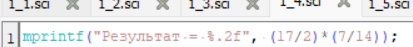 1_1.sci 1_2.sci 1_3.sci 1_4.sci 1_5.sci
1 mprintf("Результат = %.2f", (17/2)*(7/14));